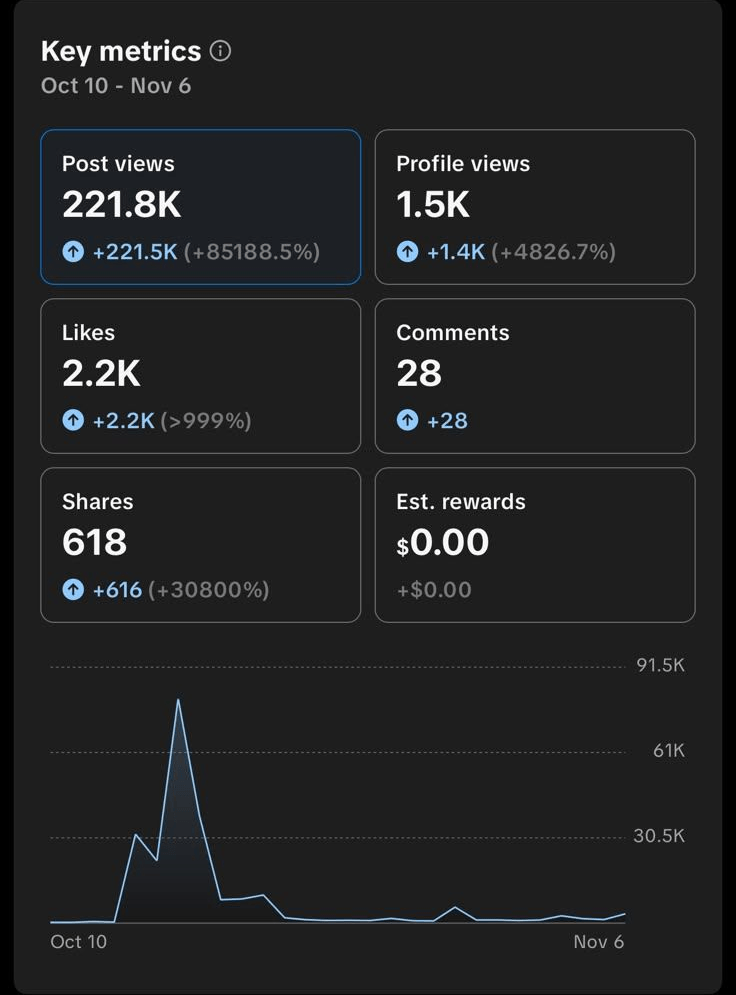 Key metrics
Oct 10 - Nov 6
Post views
221.8K
+221.5K (+85188.5%)
Profile views
1.5K
+1.4K (+4826.7%)
Likes
2.2K
+2.2K (>999%)
Comments
28
+28
Shares
618
+616 (+30800%)
Est. rewards
$0.00
+$0.00
91.5K
61K
30.5K
Oct 10
Nov 6